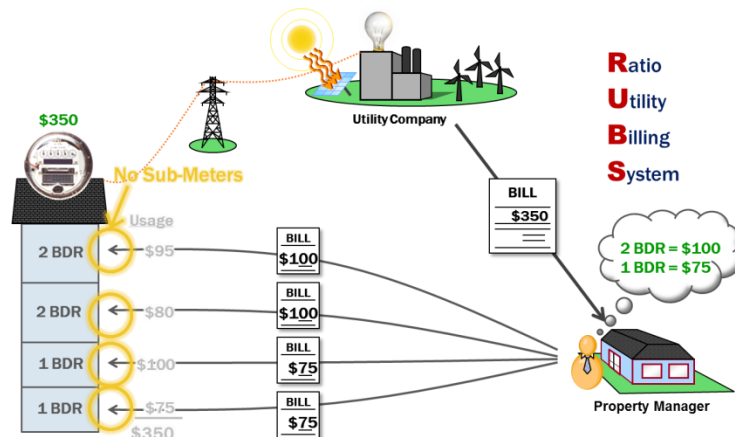 Ratio
Utility
Billing
System
Utility Company
$350
No Sub-Meters
Usage
BILL
$350
2 BDR = $100
1 BDR = $75
2 BDR
$95
BILL
$100
2 BDR
$80
BILL
$100
1 BDR
$100
BILL
$75
1 BDR
$75
$350
BILL
$75
Property Manager